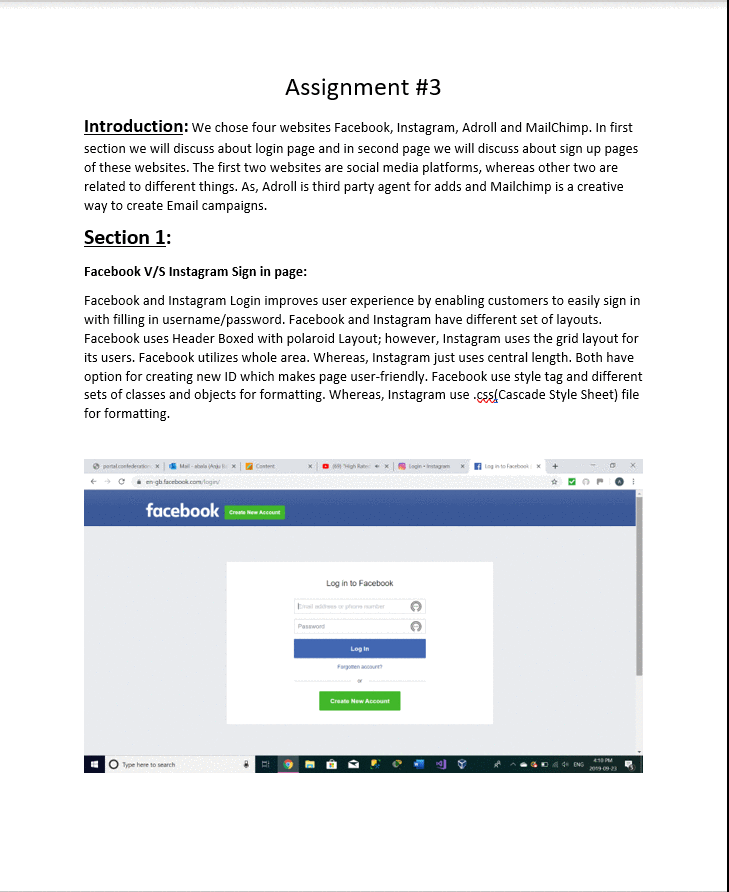 Assignment #3
Introduction: We chose four websites Facebook, Instagram, Adroll and MailChimp. In first
section we will discuss about login page and in second page we will discuss about sign up pages
of these websites. The first two websites are social media platforms, whereas other two are
related to different things. As, Adroll is third party agent for adds and Mailchimp is a creative
way to create Email campaigns.
Section 1:
Facebook V/S Instagram Sign in page:
Facebook and Instagram Login improves user experience by enabling customers to easily sign in
with filling in username/password. Facebook and Instagram have different set of layouts.
Facebook uses Header Boxed with polaroid Layout; however, Instagram uses the grid layout for
its users. Facebook utilizes whole area. Whereas, Instagram just uses central length. Both have
option for creating new ID which makes page user-friendly. Facebook use style tag and different
sets of classes and objects for formatting. Whereas, Instagram use .css(Cascade Style Sheet) file
for formatting.
Content Login • Instagram Log in to Facebook
en-gb.facebook.com/login/
facebook Create New Account
Log in to Facebook
Email address or phone number
Password
Log In
Forgotten account?
or
Create New Account
Type here to search ENG 4:10 PM
2019-09-23